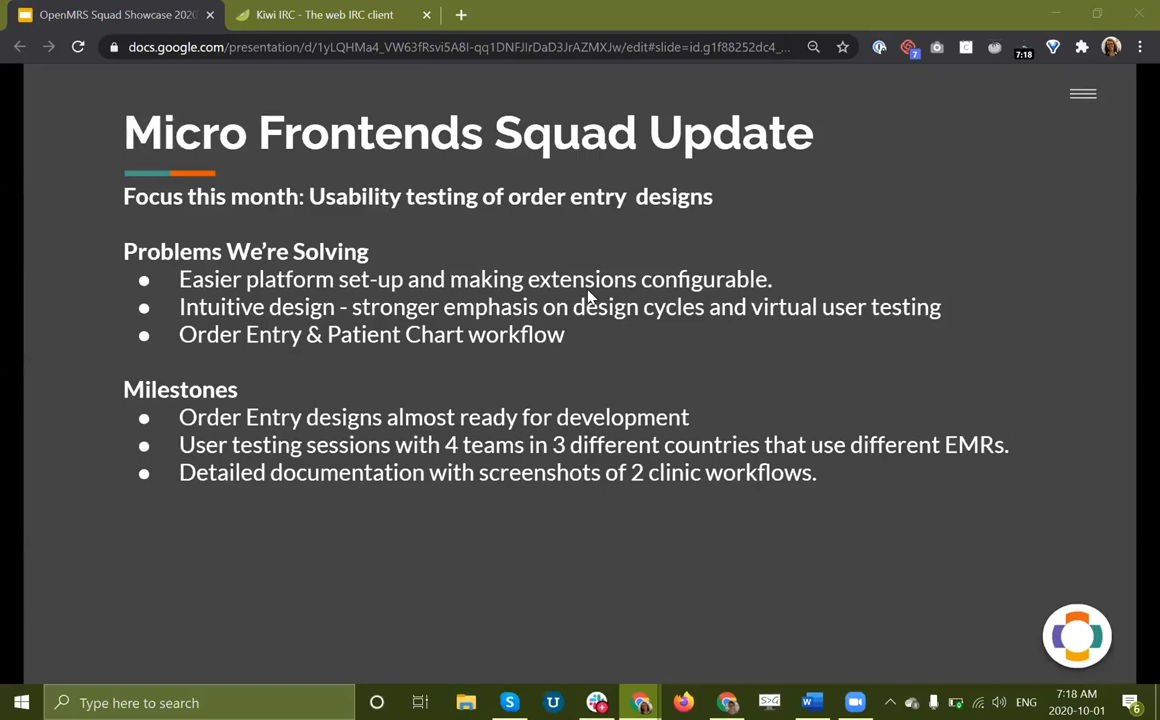 OpenMRS Squad Showcase 2020
Kiwi IRC - The web IRC client
docs.google.com/presentation/d/1yLQHMa4_VW63fRsvi5A8I-qq1DNFJIrDaD3JrAZMXJw/edit#slide=id.g1f88252dc4_...
7
7:18
Micro Frontends Squad Update
Focus this month: Usability testing of order entry designs
Problems We're Solving
● Easier platform set-up and making extensions configurable.
● Intuitive design - stronger emphasis on design cycles and virtual user testing
● Order Entry & Patient Chart workflow
Milestones
● Order Entry designs almost ready for development
● User testing sessions with 4 teams in 3 different countries that use different EMRs.
● Detailed documentation with screenshots of 2 clinic workflows.
Type here to search
ENG
7:18 AM
2020-10-01
6